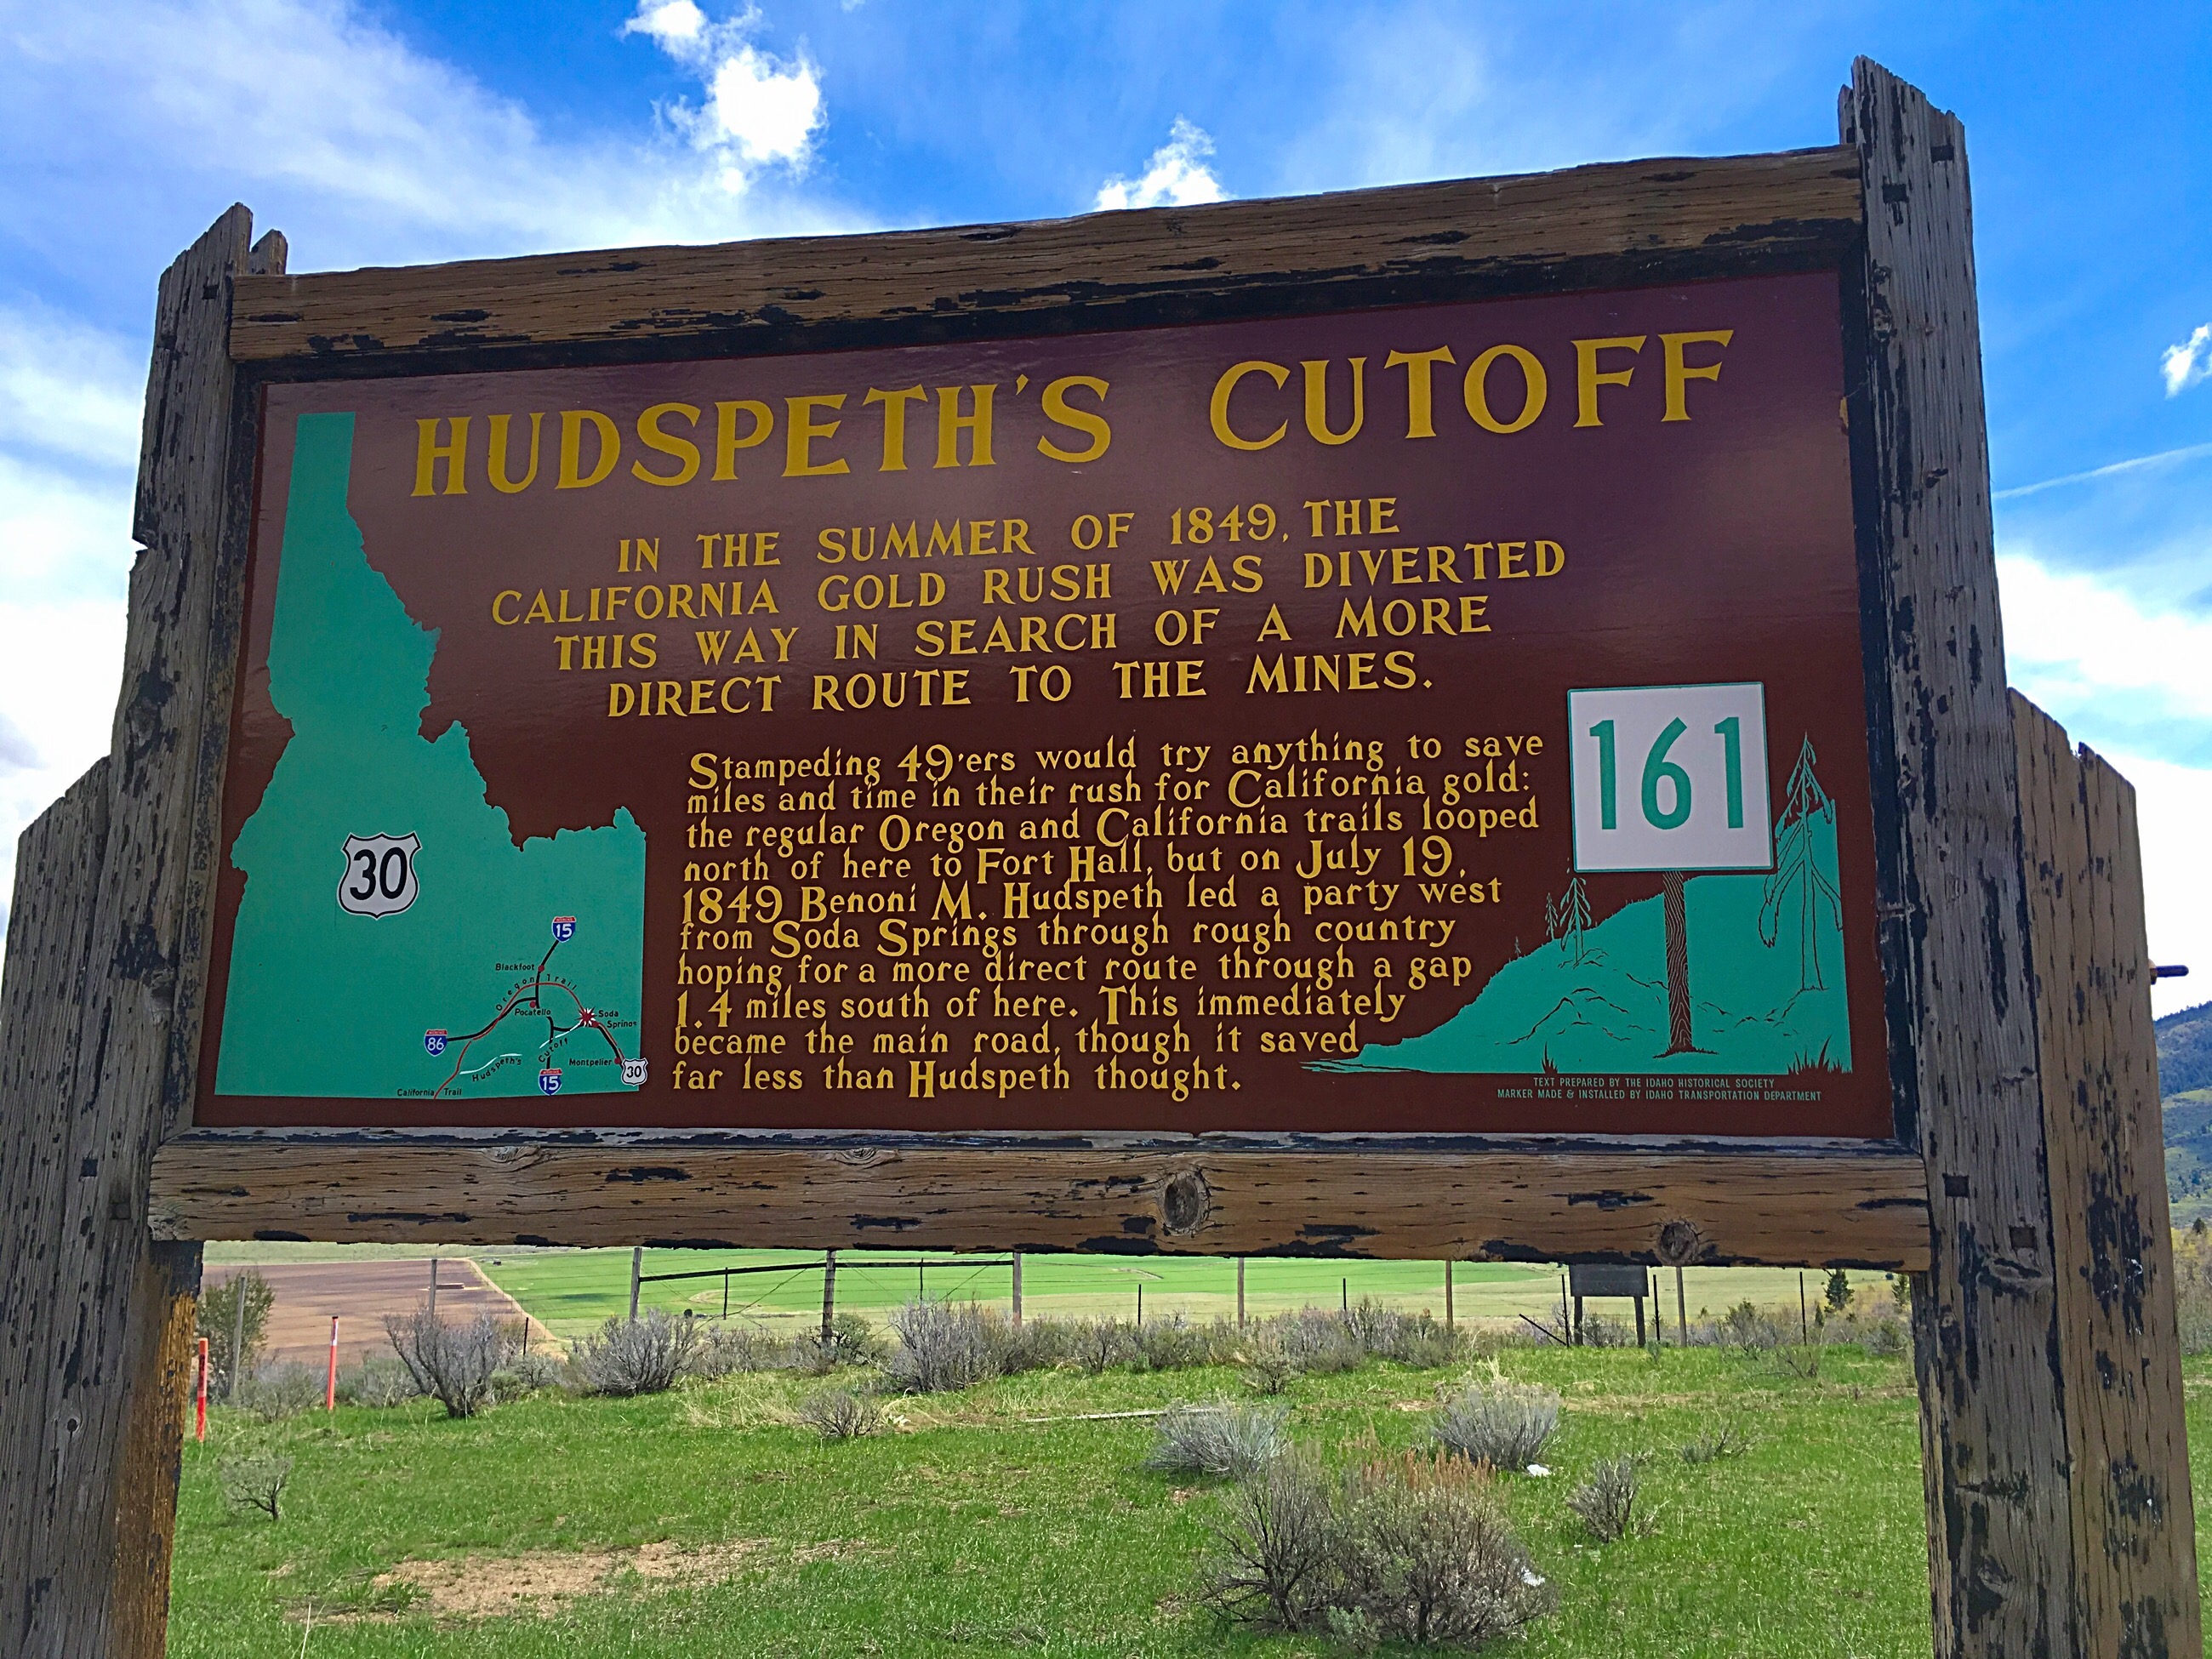 HUDSPETH'S CUTOFF
IN THE SUMMER OF 1849, THE
CALIFORNIA GOLD RUSH WAS DIVERTED
THIS WAY IN SEARCH OF A MORE
DIRECT ROUTE TO THE MINES.
Stampeding 49'ers would try anything to save
miles and time in their rush for California gold:
the regular Oregon and California trails looped
north of here to Fort Hall, but on July 19,
1849 Benoni M. Hudspeth led a party west
from Soda Springs through rough country
hoping for a more direct route through a gap
1.4 miles south of here. This immediately
became the main road, though it saved
far less than Hudspeth thought.
161
30
15
Blackfoot
Oregon Trail
Pocatello
Soda
Springs
86
Hudspeth's Cutoff
Montpelier
30
15
California Trail
TEXT PREPARED BY THE IDAHO HISTORICAL SOCIETY
MARKER MADE & INSTALLED BY IDAHO TRANSPORTATION DEPARTMENT